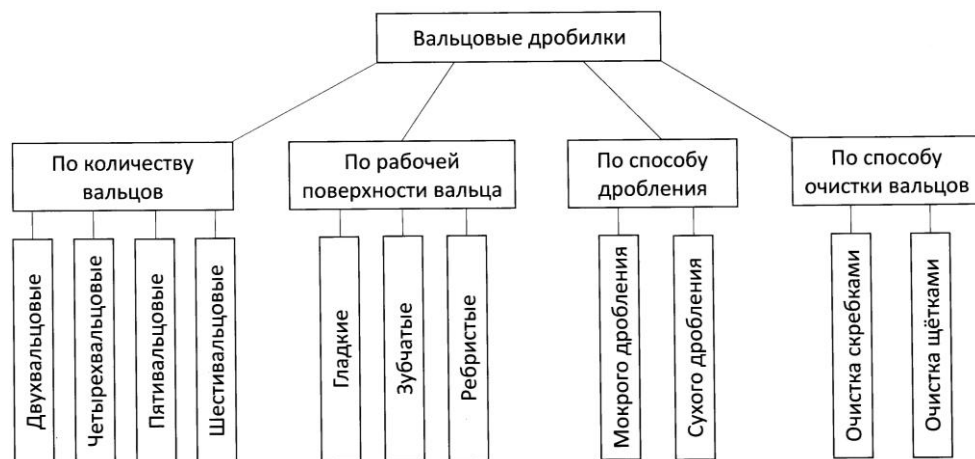 Вальцовые дробилки
По количеству
вальцов
По рабочей
поверхности вальца
По способу
дробления
По способу
очистки вальцов
Двухвальцовые
Четырехвальцовые
Пятивальцовые
Шестивальцовые
Гладкие
Зубчатые
Ребристые
Мокрого дробления
Сухого дробления
Очистка скребками
Очистка щётками